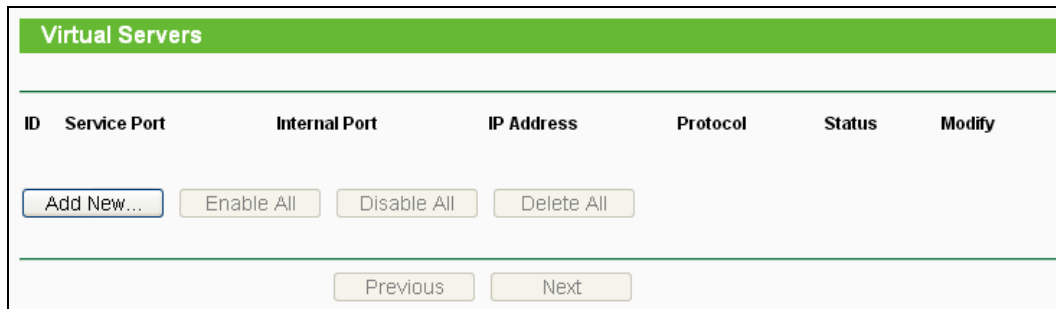 Virtual Servers
ID Service Port Internal Port IP Address Protocol Status Modify
Add New... Enable All Disable All Delete All
Previous Next